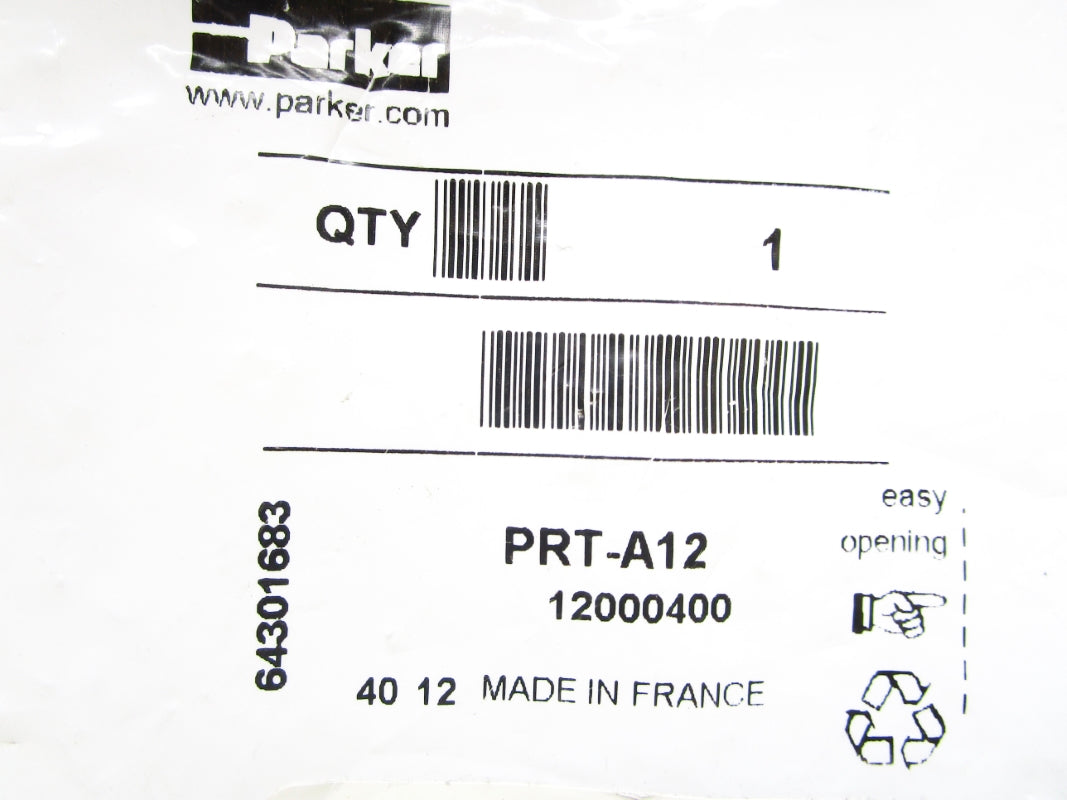 Parker
www.parker.com
QTY 1
easy
opening
PRT-A12
12000400
64301683
40 12 MADE IN FRANCE